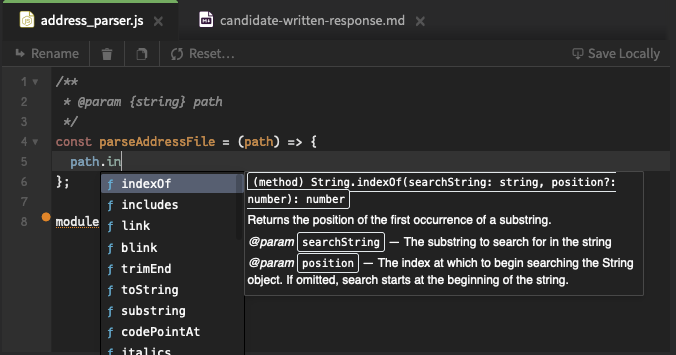 address_parser.js
candidate-written-response.md
Rename
Reset…
Save Locally
1 /**
2 * @param {string} path
3 */
4 const parseAddressFile = (path) => {
5 path.in
6 };
7
8 module
ƒ indexOf
ƒ includes
ƒ link
ƒ blink
ƒ trimEnd
ƒ toString
ƒ substring
ƒ codePointAt
ƒ italics
(method) String.indexOf(searchString: string, position?:
number): number
Returns the position of the first occurrence of a substring.
@param searchString — The substring to search for in the string
@param position — The index at which to begin searching the String
object. If omitted, search starts at the beginning of the string.